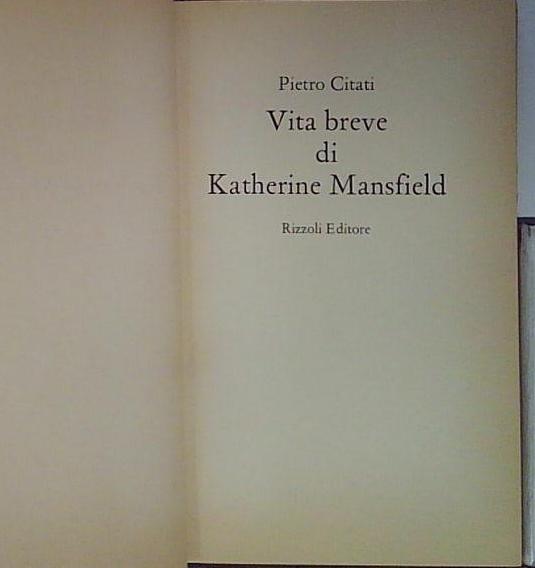 Pietro Citati
Vita breve
di
Katherine Mansfield
Rizzoli Editore